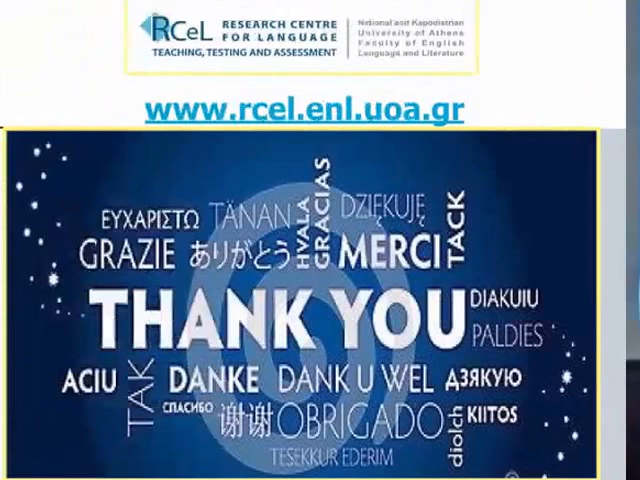 RCeL
RESEARCH CENTRE
FOR LANGUAGE
TEACHING, TESTING AND ASSESSMENT
National and Kapodistrian
University of Athens
Faculty of English
Language and Literature
www.rcel.enl.uoa.gr
ΕΥΧΑΡΙΣΤΩ TÄNAN HVALA GRACIAS DZIĘKUJĘ TACK
GRAZIE ありがとう MERCI
THANK YOU DIAKUIU
PALDIES
ACIU TAK DANKE DANK U WEL ДЗЯКУЮ
СПАСИБО 谢谢 OBRIGADO diolch KIITOS
TESEKKUR EDERIM